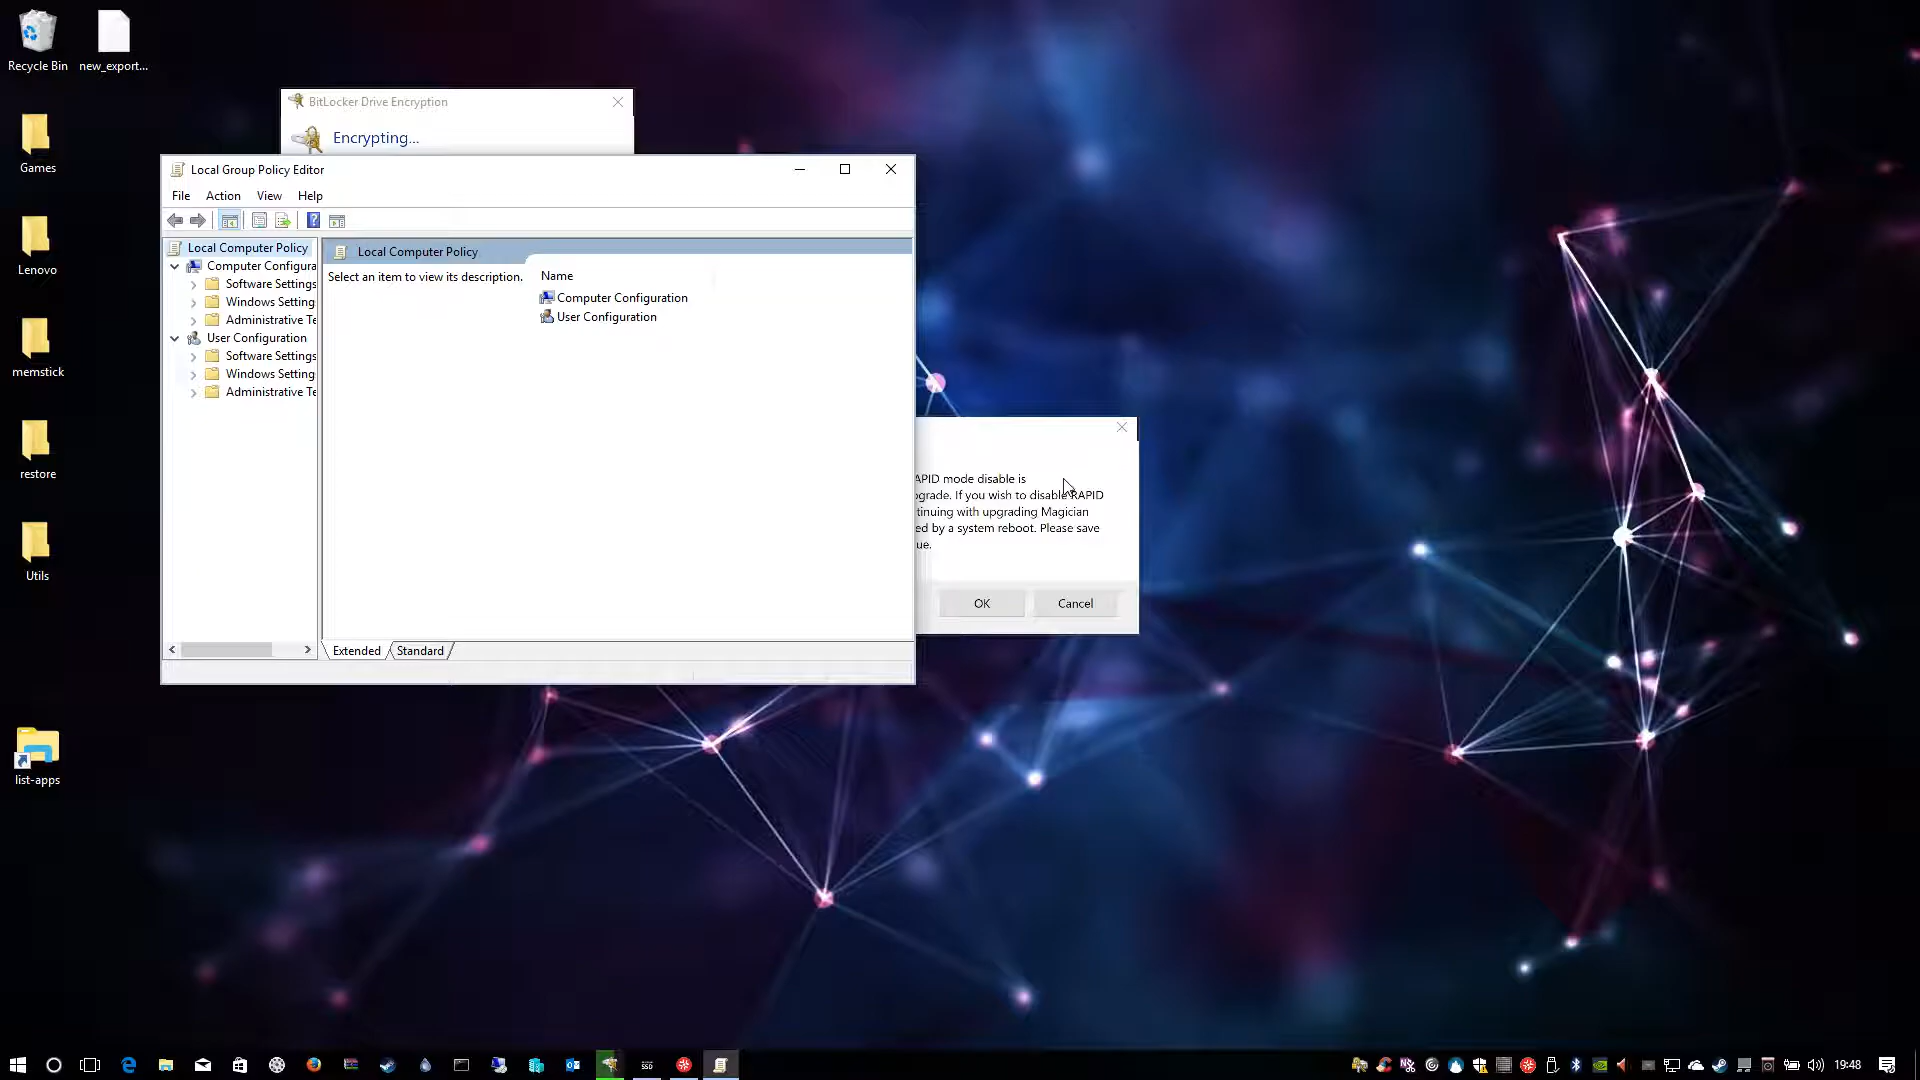 Recycle Bin
new_export...
Games
Lenovo
memstick
restore
Utils
list-apps
BitLocker Drive Encryption
Encrypting...
Local Group Policy Editor
File Action View Help
Local Computer Policy
Computer Configura
Software Settings
Windows Setting
Administrative Te
User Configuration
Software Settings
Windows Setting
Administrative Te
Local Computer Policy
Select an item to view its description.
Name
Computer Configuration
User Configuration
Extended Standard
APID mode disable is
ograde. If you wish to disable RAPID
tinuing with upgrading Magician
ed by a system reboot. Please save
ue.
OK Cancel
SSD
19:48